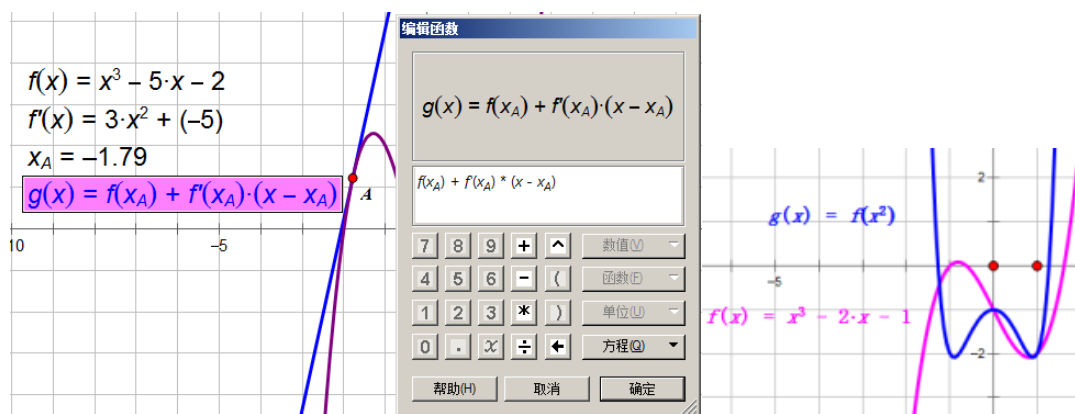 f(x) = x³ − 5·x − 2
f'(x) = 3·x² + (−5)
x_A = −1.79
g(x) = f(x_A) + f'(x_A)·(x − x_A)
A
10
−5
编辑函数
g(x) = f(x_A) + f'(x_A)·(x − x_A)
f(x_A) + f'(x_A) * (x - x_A)
7 8 9 + ^ 数值(V)
4 5 6 − ( 函数(F)
1 2 3 * ) 单位(U)
0 . x ÷ ← 方程(Q)
帮助(H) 取消 确定
2
g(x) = f(x²)
−5
f(x) = x³ − 2·x − 1
−2